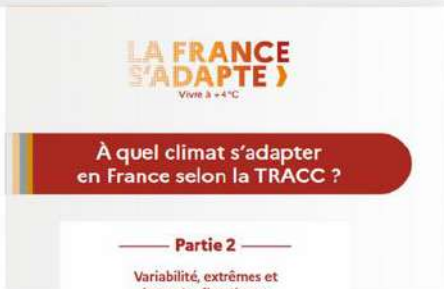 LA FRANCE
S'ADAPTE ❯
Vivre à +4°C
À quel climat s'adapter
en France selon la TRACC ?
Partie 2
Variabilité, extrêmes et